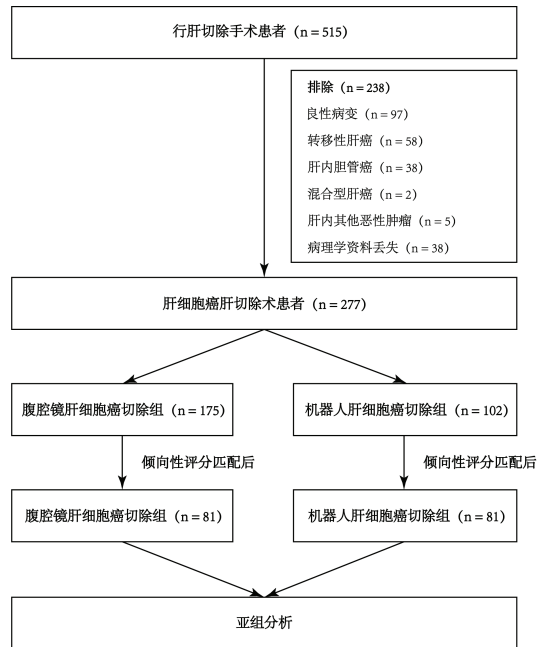 行肝切除手术患者（n＝515）
排除（n＝238）
良性病变（n＝97）
转移性肝癌（n＝58）
肝内胆管癌（n＝38）
混合型肝癌（n＝2）
肝内其他恶性肿瘤（n＝5）
病理学资料丢失（n＝38）
肝细胞癌肝切除术患者（n＝277）
腹腔镜肝细胞癌切除组（n＝175）
机器人肝细胞癌切除组（n＝102）
倾向性评分匹配后
倾向性评分匹配后
腹腔镜肝细胞癌切除组（n＝81）
机器人肝细胞癌切除组（n＝81）
亚组分析